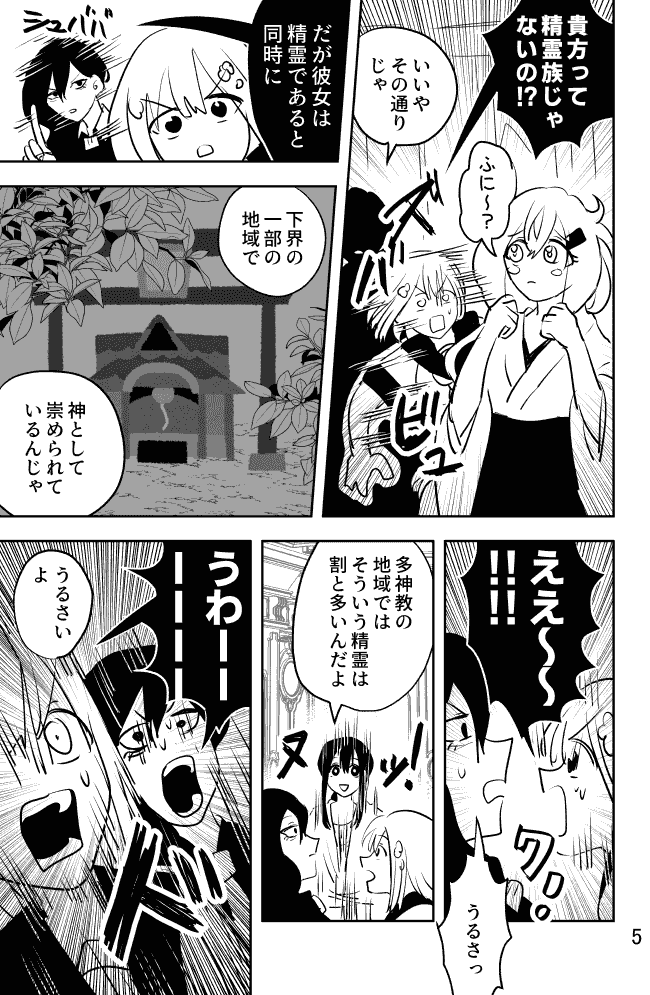 貴方って
精霊族じゃ
ないの!?
いいや
その通り
じゃ
ふに〜?
ズズ
ビュ
だが彼女は
精霊であると
同時に
シュババ
下界の
一部の
地域で
神として
崇められて
いるんじゃ
ええ〜〜
!!!!
うるさっ
ワク。
多神教の
地域では
そういう精霊は
割と多いんだよ
ヌッ!
うわーー
ーーーー
うるさい
よ
ドド
5